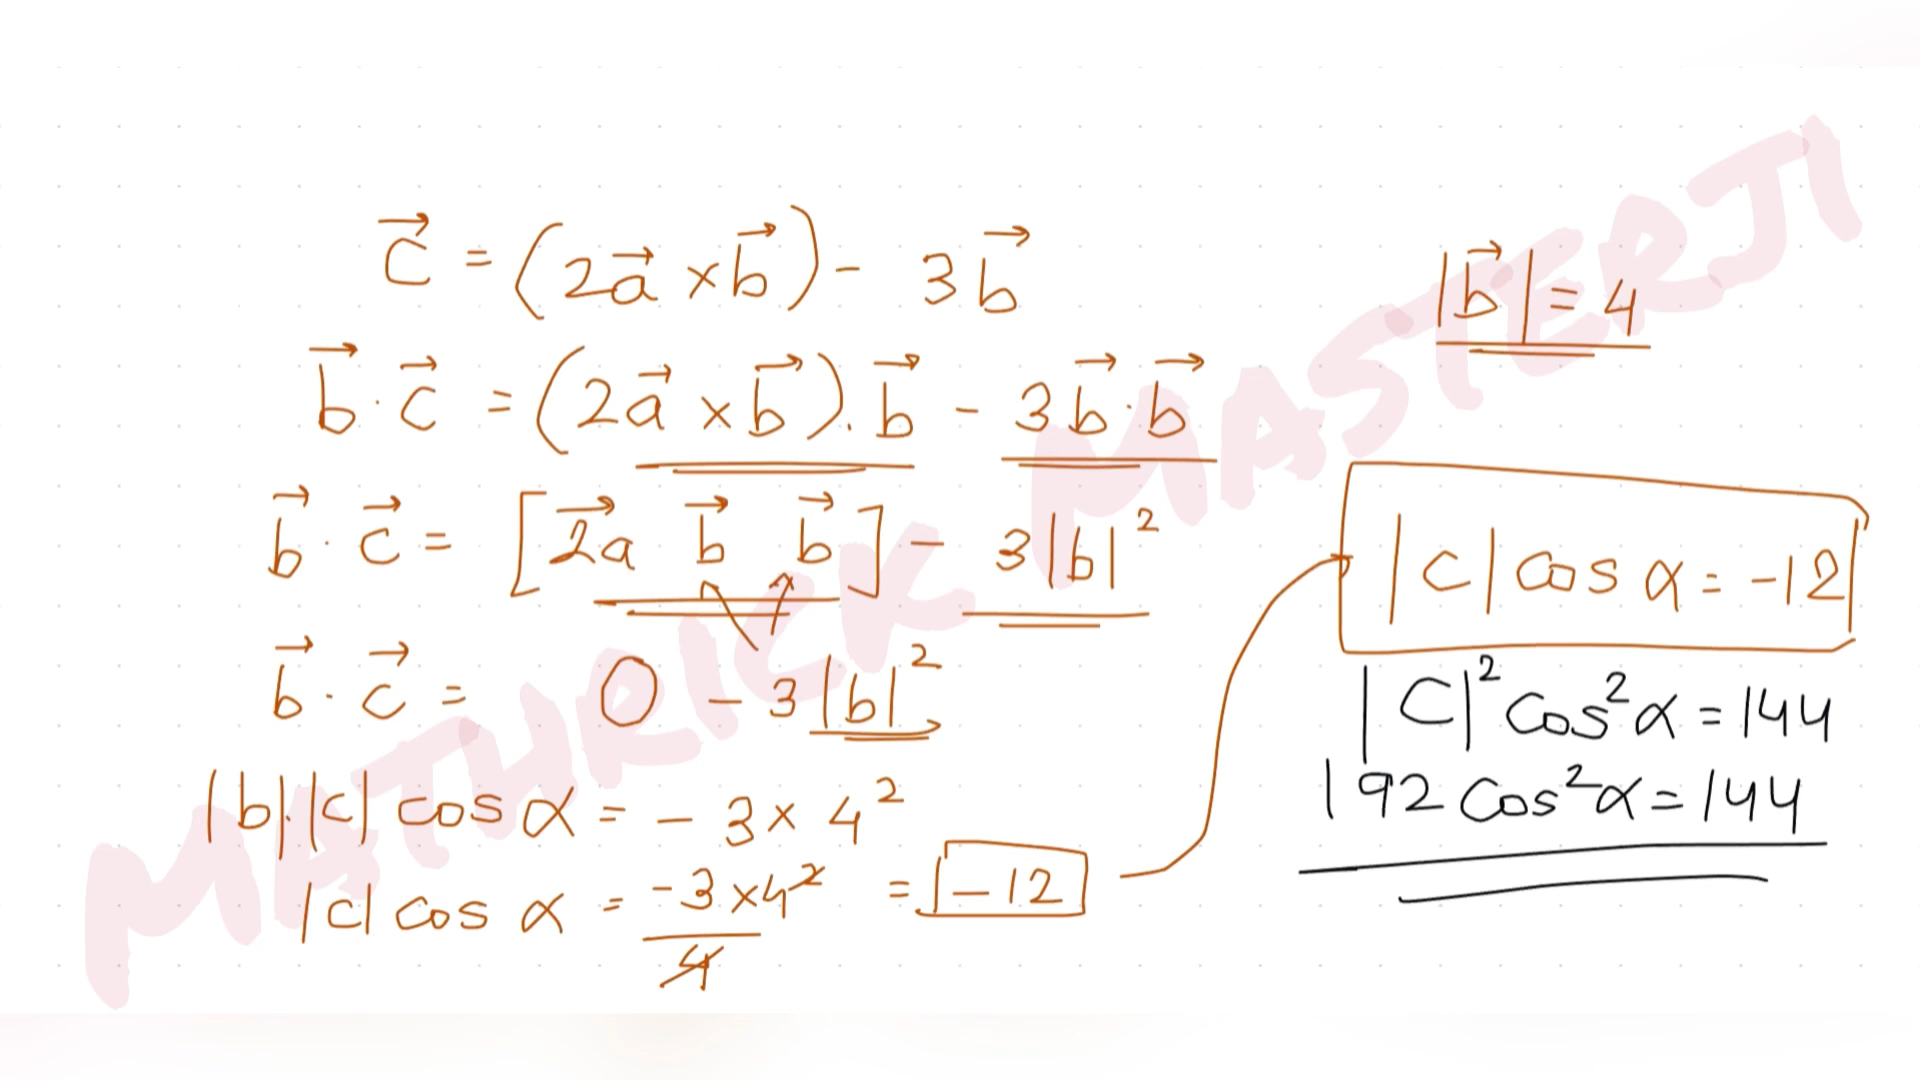 c⃗ = (2a⃗ × b⃗) - 3b⃗
b⃗ · c⃗ = (2a⃗ × b⃗) . b⃗ - 3b⃗ · b⃗
b⃗ · c⃗ = [2a⃗ b⃗ b⃗] - 3|b|²
b⃗ · c⃗ = 0 - 3|b|²
|b|.|c| cos α = - 3 × 4²
|c| cos α = -3 × 4² / 4 = -12
|b⃗| = 4
|c| cos α = -12
|C|² cos² α = 144
192 cos² α = 144
MATHRICK MASTERJI